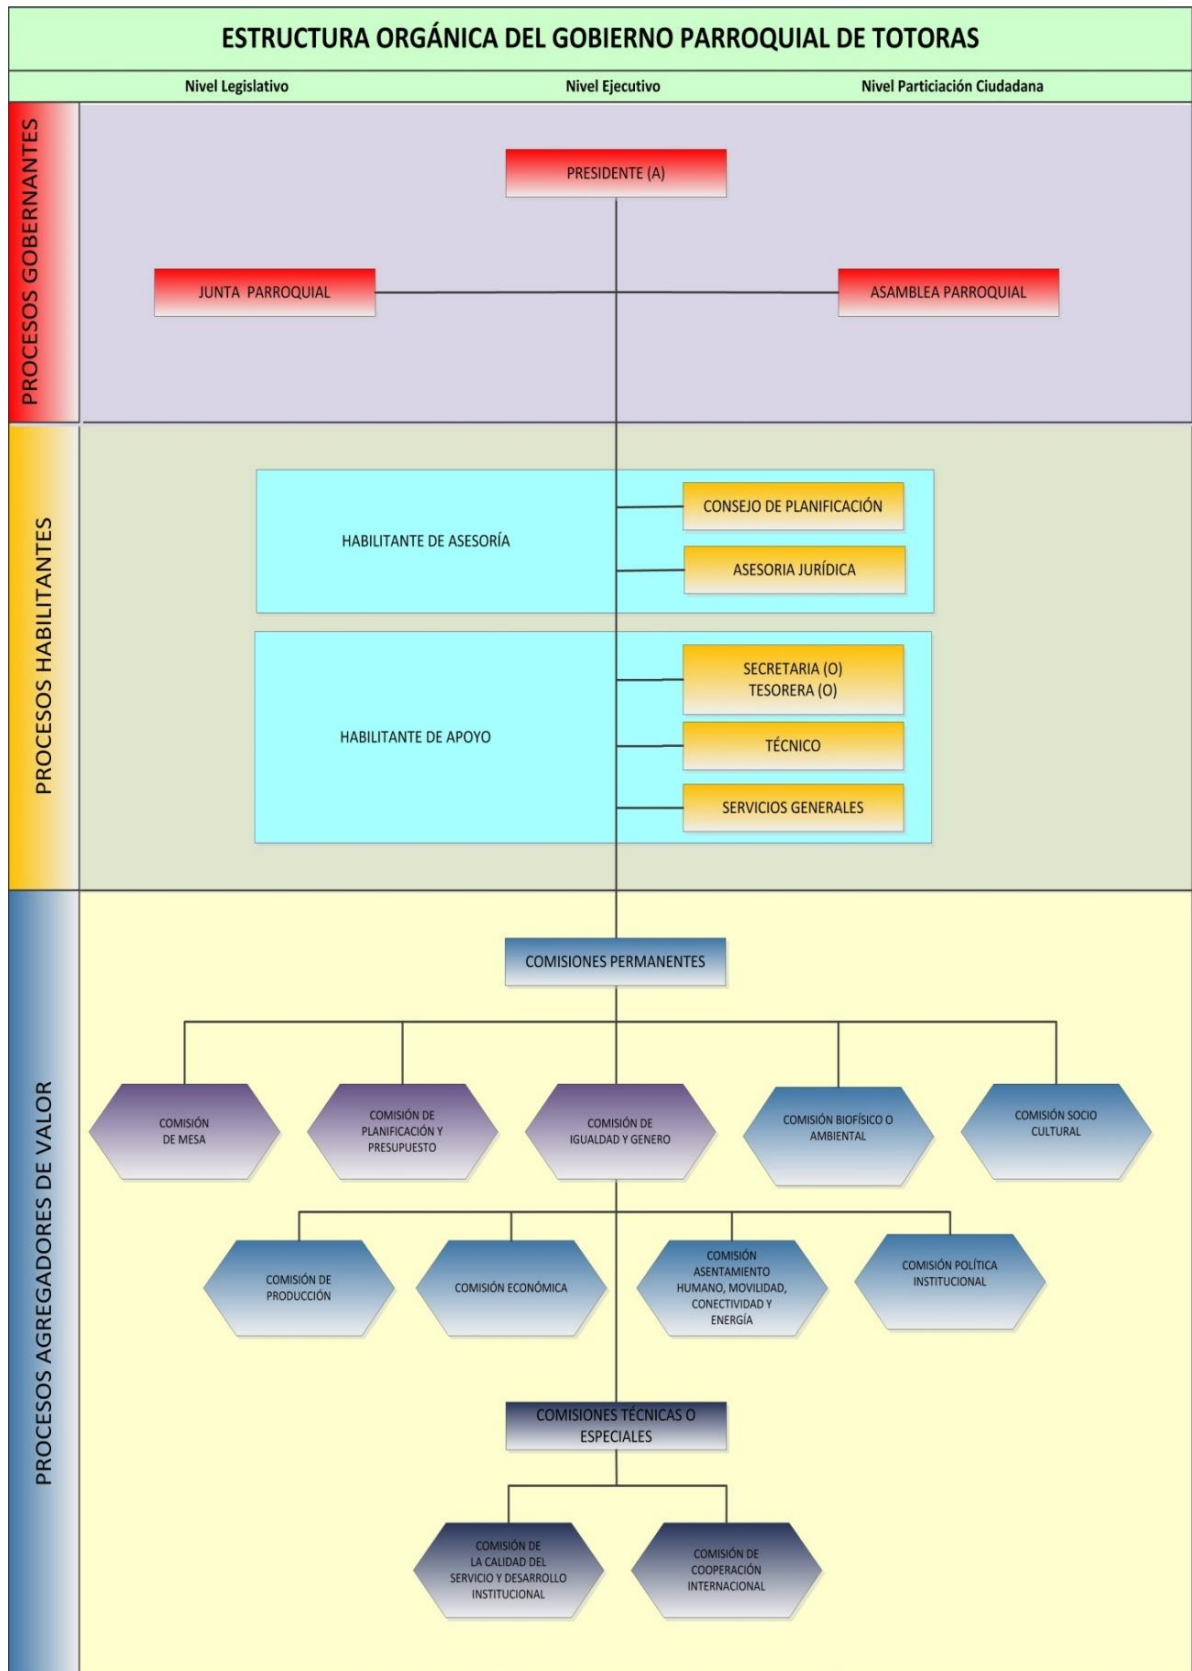 ESTRUCTURA ORGÁNICA DEL GOBIERNO PARROQUIAL DE TOTORAS
Nivel Legislativo
Nivel Ejecutivo
Nivel Particiación Ciudadana
PROCESOS GOBERNANTES
PRESIDENTE (A)
JUNTA PARROQUIAL
ASAMBLEA PARROQUIAL
PROCESOS HABILITANTES
HABILITANTE DE ASESORÍA
CONSEJO DE PLANIFICACIÓN
ASESORIA JURÍDICA
HABILITANTE DE APOYO
SECRETARIA (O)
TESORERA (O)
TÉCNICO
SERVICIOS GENERALES
PROCESOS AGREGADORES DE VALOR
COMISIONES PERMANENTES
COMISIÓN
DE MESA
COMISIÓN DE
PLANIFICACIÓN Y
PRESUPUESTO
COMISIÓN DE
IGUALDAD Y GENERO
COMISIÓN BIOFÍSICO O
AMBIENTAL
COMISIÓN SOCIO
CULTURAL
COMISIÓN DE
PRODUCCIÓN
COMISIÓN ECONÓMICA
COMISIÓN
ASENTAMIENTO
HUMANO, MOVILIDAD,
CONECTIVIDAD Y
ENERGÍA
COMISIÓN POLÍTICA
INSTITUCIONAL
COMISIONES TÉCNICAS O
ESPECIALES
COMISIÓN DE
LA CALIDAD DEL
SERVICIO Y DESARROLLO
INSTITUCIONAL
COMISIÓN DE
COOPERACIÓN
INTERNACIONAL